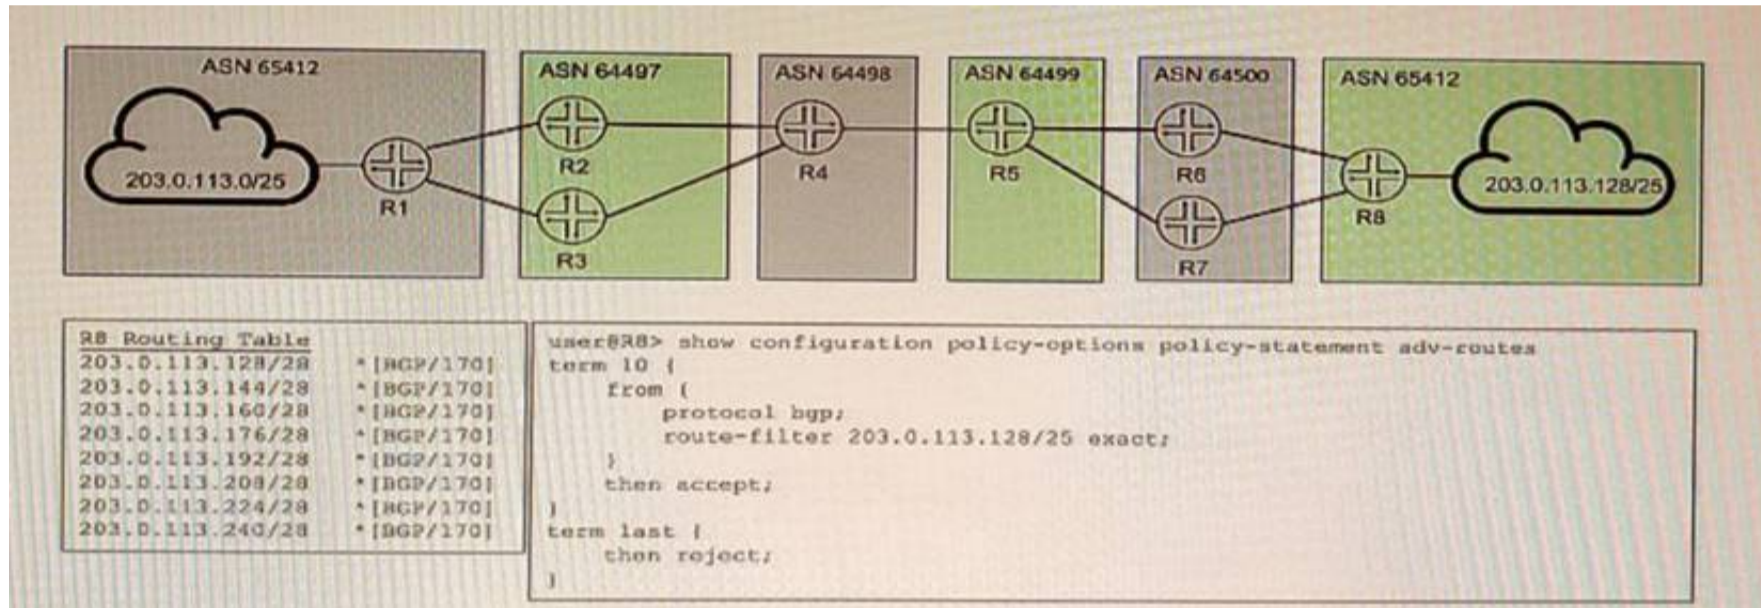 ASN 65412
203.0.113.0/25
R1
ASN 64497
R2
R3
ASN 64498
R4
ASN 64499
R5
ASN 64500
R6
R7
ASN 65412
R8
203.0.113.128/25
R8 Routing Table
203.0.113.128/28 *[BGP/170]
203.0.113.144/28 *[BGP/170]
203.0.113.160/28 *[BGP/170]
203.0.113.176/28 *[BGP/170]
203.0.113.192/28 *[BGP/170]
203.0.113.208/28 *[BGP/170]
203.0.113.224/28 *[BGP/170]
203.0.113.240/28 *[BGP/170]
user@R8> show configuration policy-options policy-statement adv-routes
term 10 {
from {
protocol bgp;
route-filter 203.0.113.128/25 exact;
}
then accept;
}
term last {
then reject;
}